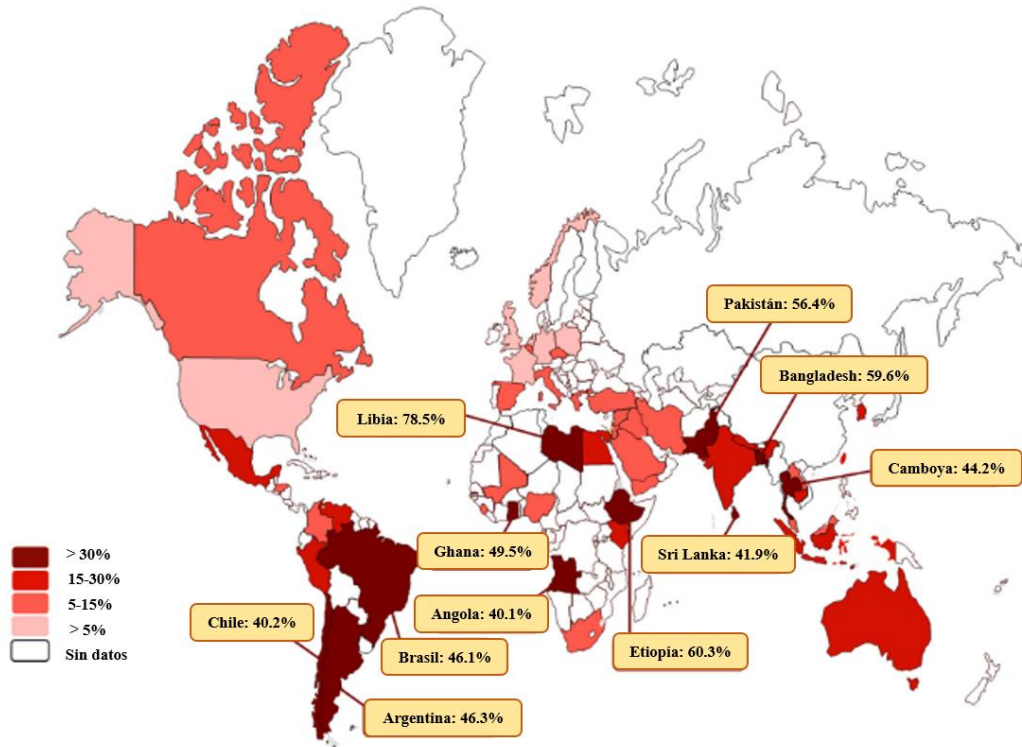 Pakistán: 56.4%
Bangladesh: 59.6%
Libia: 78.5%
Camboya: 44.2%
Ghana: 49.5%
Sri Lanka: 41.9%
Angola: 40.1%
Chile: 40.2%
Brasil: 46.1%
Etiopía: 60.3%
Argentina: 46.3%
> 30%
15-30%
5-15%
> 5%
Sin datos